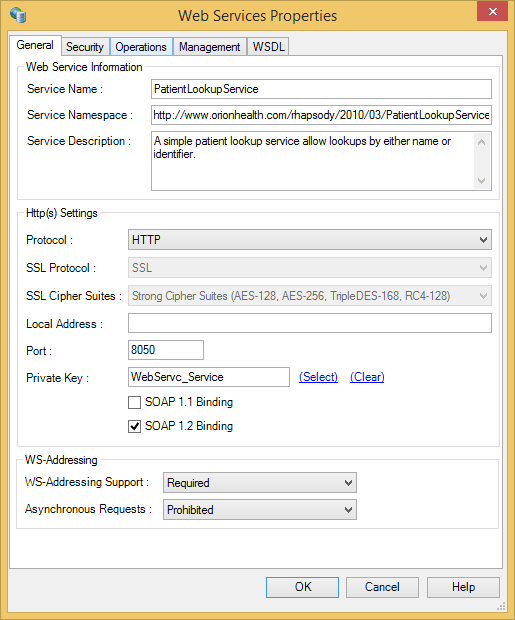 Web Services Properties
General Security Operations Management WSDL
Web Service Information
Service Name : PatientLookupService
Service Namespace : http://www.orionhealth.com/rhapsody/2010/03/PatientLookupService
Service Description : A simple patient lookup service allow lookups by either name or
identifier.
Http(s) Settings
Protocol : HTTP
SSL Protocol : SSL
SSL Cipher Suites : Strong Cipher Suites (AES-128, AES-256, TripleDES-168, RC4-128)
Local Address :
Port : 8050
Private Key : WebServc_Service (Select) (Clear)
SOAP 1.1 Binding
SOAP 1.2 Binding
WS-Addressing
WS-Addressing Support : Required
Asynchronous Requests : Prohibited
OK Cancel Help